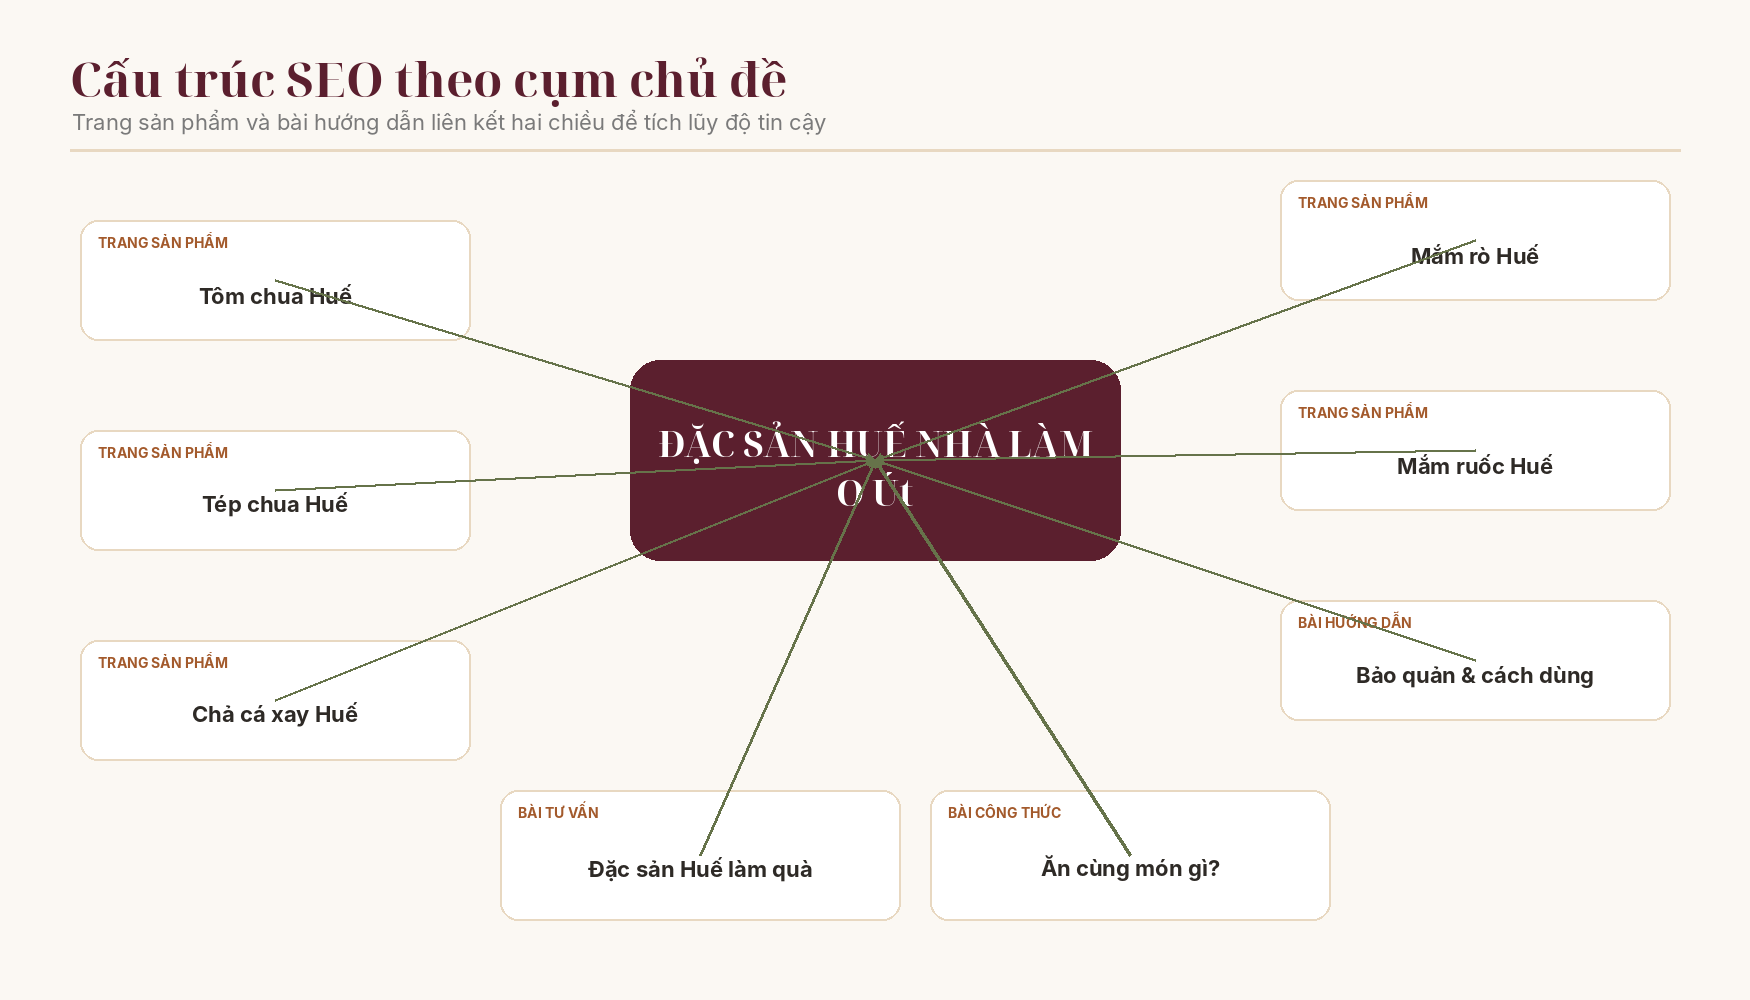 Cấu trúc SEO theo cụm chủ đề
Trang sản phẩm và bài hướng dẫn liên kết hai chiều để tích lũy độ tin cậy
TRANG SẢN PHẨM
Tôm chua Huế
TRANG SẢN PHẨM
Mắm rò Huế
ĐẶC SẢN HUẾ NHÀ LÀM
O Út
TRANG SẢN PHẨM
Tép chua Huế
TRANG SẢN PHẨM
Mắm ruốc Huế
TRANG SẢN PHẨM
Chả cá xay Huế
BÀI HƯỚNG DẪN
Bảo quản & cách dùng
BÀI TƯ VẤN
Đặc sản Huế làm quà
BÀI CÔNG THỨC
Ăn cùng món gì?